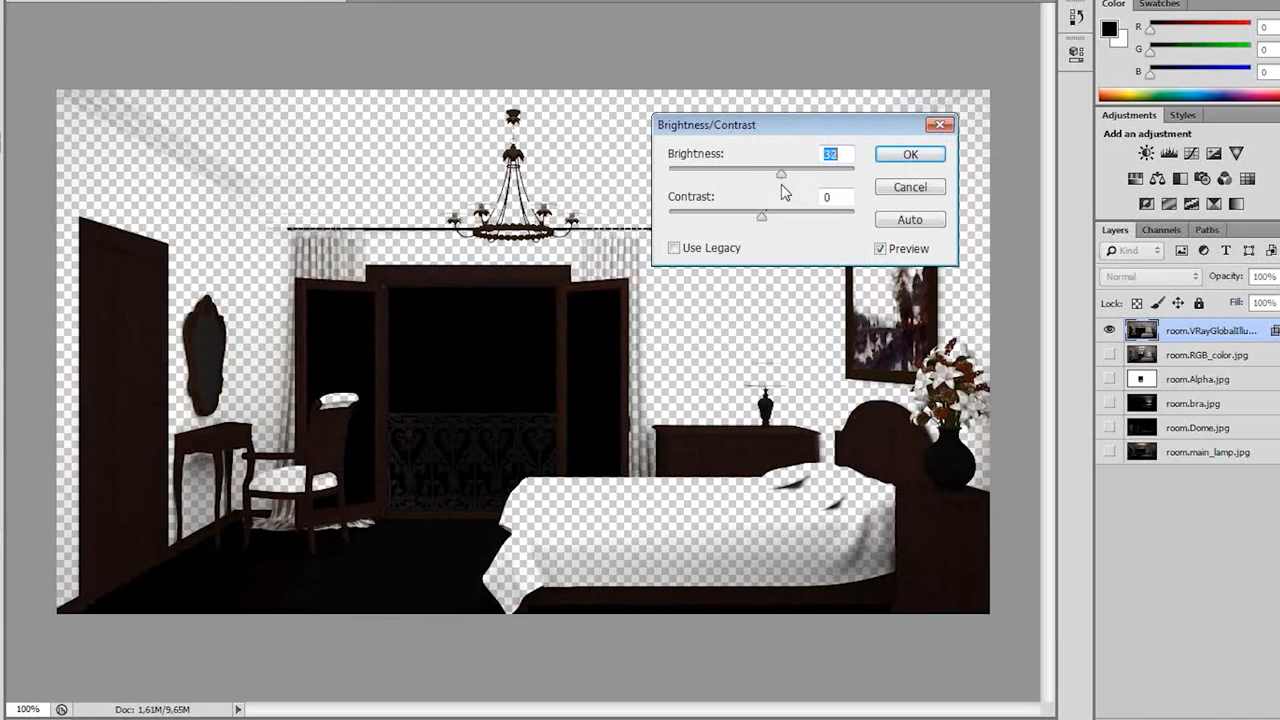 Color Swatches
R 0
G 0
B 0
Adjustments Styles
Add an adjustment
Brightness/Contrast
Brightness: 32 OK
Cancel
Contrast: 0
Auto
Use Legacy Preview
Layers Channels Paths
Kind
Normal Opacity: 100%
Lock: Fill: 100%
room.VRayGlobalIllu...
room.RGB_color.jpg
room.Alpha.jpg
room.bra.jpg
room.Dome.jpg
room.main_lamp.jpg
100% Doc: 1,61M/9,65M